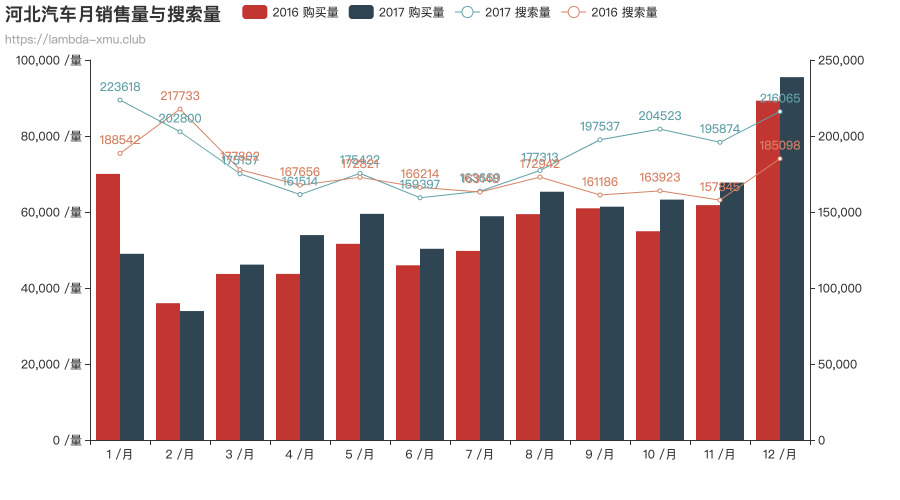 河北汽车月销售量与搜索量
2016 购买量 2017 购买量 2017 搜索量 2016 搜索量
https://lambda-xmu.club
100,000 /量
80,000 /量
60,000 /量
40,000 /量
20,000 /量
0 /量
250,000
200,000
150,000
100,000
50,000
0
223618
202800
175157
161514
175422
159397
177313
197537
204523
195874
216065
188542
217733
167656
172821
166214
172942
161186
163923
157845
185098
1 /月 2 /月 3 /月 4 /月 5 /月 6 /月 7 /月 8 /月 9 /月 10 /月 11 /月 12 /月